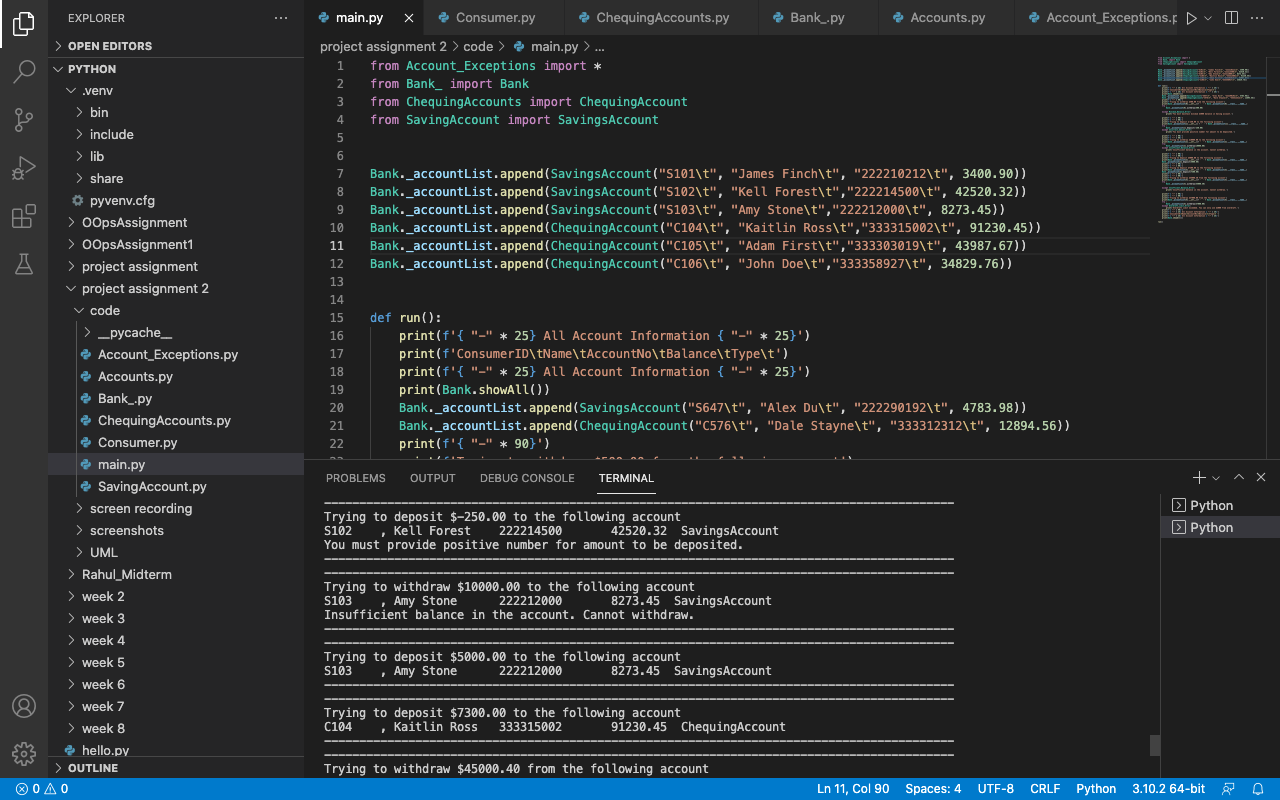 EXPLORER
OPEN EDITORS
PYTHON
.venv
bin
include
lib
share
pyvenv.cfg
OOpsAssignment
OOpsAssignment1
project assignment
project assignment 2
code
__pycache__
Account_Exceptions.py
Accounts.py
Bank_.py
ChequingAccounts.py
Consumer.py
main.py
SavingAccount.py
screen recording
screenshots
UML
Rahul_Midterm
week 2
week 3
week 4
week 5
week 6
week 7
week 8
hello.py
OUTLINE
main.py Consumer.py ChequingAccounts.py Bank_.py Accounts.py Account_Exceptions.p
project assignment 2 > code > main.py > ...
1 from Account_Exceptions import *
2 from Bank_ import Bank
3 from ChequingAccounts import ChequingAccount
4 from SavingAccount import SavingsAccount
5
6
7 Bank._accountList.append(SavingsAccount("S101\t", "James Finch\t", "222210212\t", 3400.90))
8 Bank._accountList.append(SavingsAccount("S102\t", "Kell Forest\t","222214500\t", 42520.32))
9 Bank._accountList.append(SavingsAccount("S103\t", "Amy Stone\t","222212000\t", 8273.45))
10 Bank._accountList.append(ChequingAccount("C104\t", "Kaitlin Ross\t","333315002\t", 91230.45))
11 Bank._accountList.append(ChequingAccount("C105\t", "Adam First\t","333303019\t", 43987.67))
12 Bank._accountList.append(ChequingAccount("C106\t", "John Doe\t","333358927\t", 34829.76))
13
14
15 def run():
16 print(f'{ "-" * 25} All Account Information { "-" * 25}')
17 print(f'ConsumerID\tName\tAccountNo\tBalance\tType\t')
18 print(f'{ "-" * 25} All Account Information { "-" * 25}')
19 print(Bank.showAll())
20 Bank._accountList.append(SavingsAccount("S647\t", "Alex Du\t", "222290192\t", 4783.98))
21 Bank._accountList.append(ChequingAccount("C576\t", "Dale Stayne\t", "333312312\t", 12894.56))
22 print(f'{ "-" * 90}')
PROBLEMS OUTPUT DEBUG CONSOLE TERMINAL
Python
Python
------------------------------------------------------------------------------------------
Trying to deposit $-250.00 to the following account
S102 , Kell Forest 222214500 42520.32 SavingsAccount
You must provide positive number for amount to be deposited.
------------------------------------------------------------------------------------------
------------------------------------------------------------------------------------------
Trying to withdraw $10000.00 to the following account
S103 , Amy Stone 222212000 8273.45 SavingsAccount
Insufficient balance in the account. Cannot withdraw.
------------------------------------------------------------------------------------------
------------------------------------------------------------------------------------------
Trying to deposit $5000.00 to the following account
S103 , Amy Stone 222212000 8273.45 SavingsAccount
------------------------------------------------------------------------------------------
------------------------------------------------------------------------------------------
Trying to deposit $7300.00 to the following account
C104 , Kaitlin Ross 333315002 91230.45 ChequingAccount
------------------------------------------------------------------------------------------
------------------------------------------------------------------------------------------
Trying to withdraw $45000.40 from the following account
0 0 Ln 11, Col 90 Spaces: 4 UTF-8 CRLF Python 3.10.2 64-bit